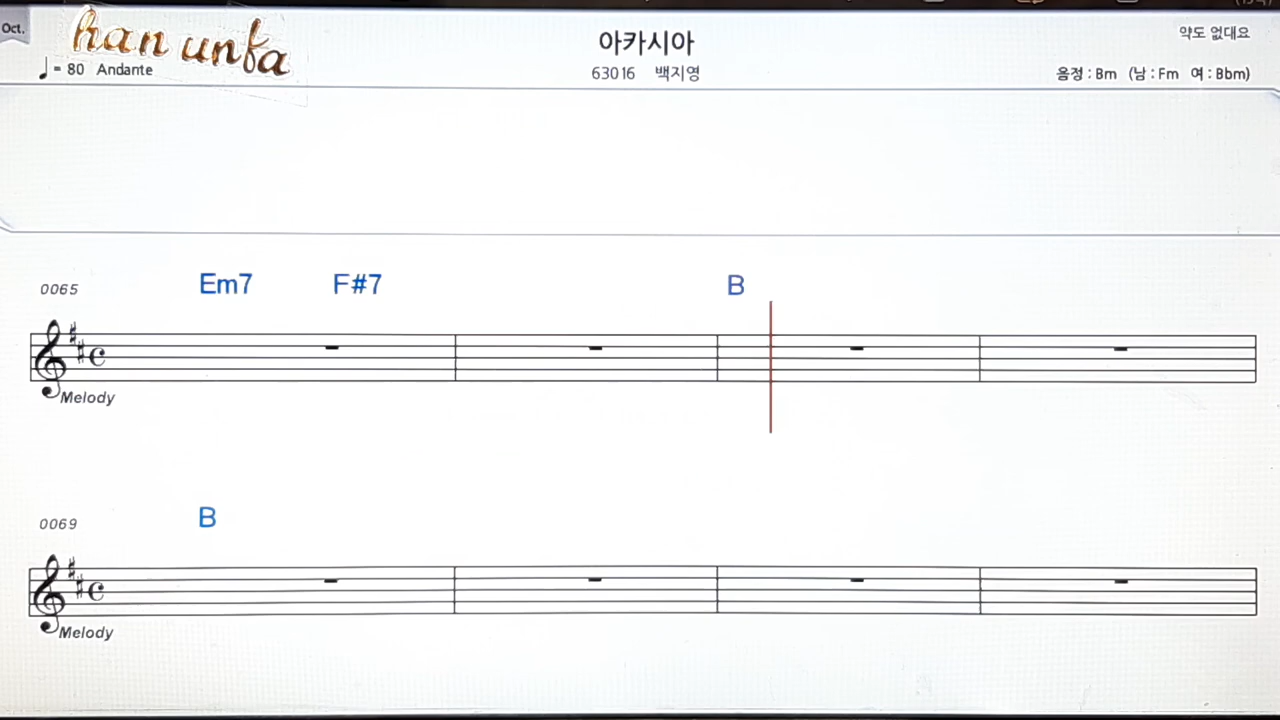 Oct.
han unfa
♩= 80 Andante
아카시아
63016 백지영
약도 없대요
음정 : Bm (남 : Fm 여 : Bbm)
0065 Em7 F#7 B
Melody
0069 B
Melody